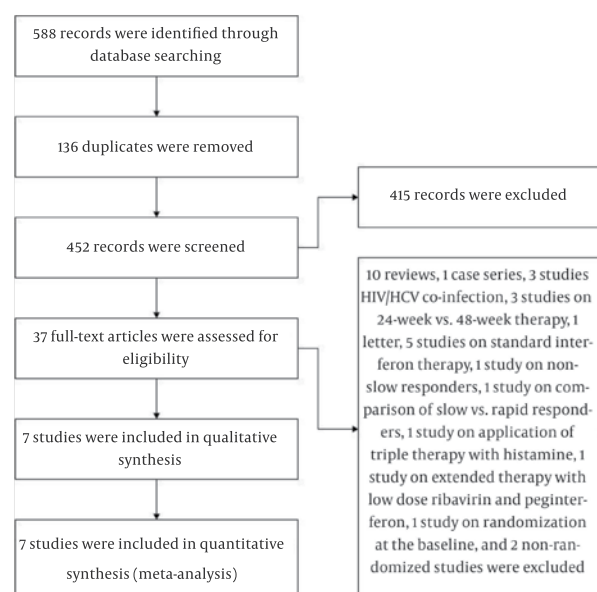 588 records were identified through
database searching
136 duplicates were removed
415 records were excluded
452 records were screened
10 reviews, 1 case series, 3 studies
HIV/HCV co-infection, 3 studies on
24-week vs. 48-week therapy, 1
letter, 5 studies on standard inter-
feron therapy, 1 study on non-
slow responders, 1 study on com-
parison of slow vs. rapid respond-
ers, 1 study on application of
triple therapy with histamine, 1
study on extended therapy with
low dose ribavirin and peginter-
feron, 1 study on randomization
at the baseline, and 2 non-ran-
domized studies were excluded
37 full-text articles were assessed for
eligibility
7 studies were included in qualitative
synthesis
7 studies were included in quantitative
synthesis (meta-analysis)